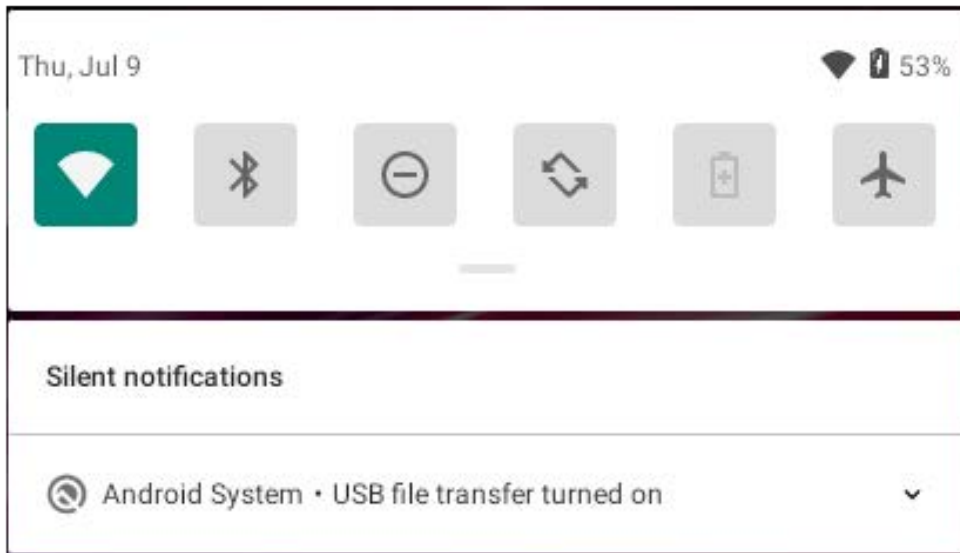 Thu, Jul 9
53%
Silent notifications
Android System • USB file transfer turned on